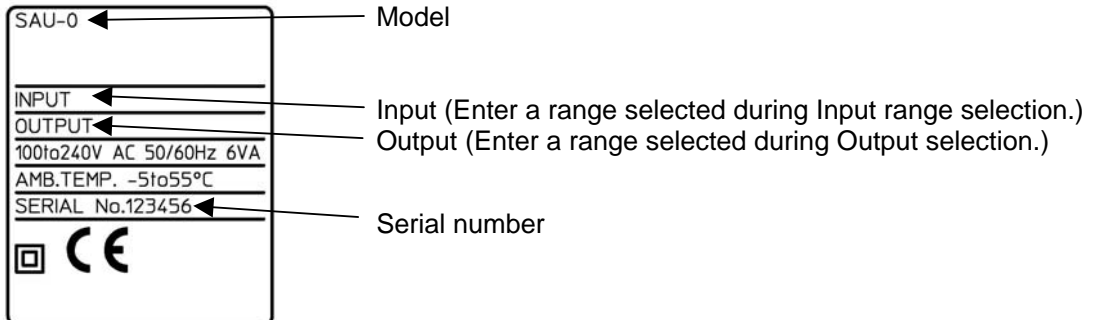 SAU-0 Model
INPUT Input (Enter a range selected during Input range selection.)
OUTPUT Output (Enter a range selected during Output selection.)
100to240V AC 50/60Hz 6VA
AMB.TEMP. -5to55°C
SERIAL No.123456 Serial number
CE